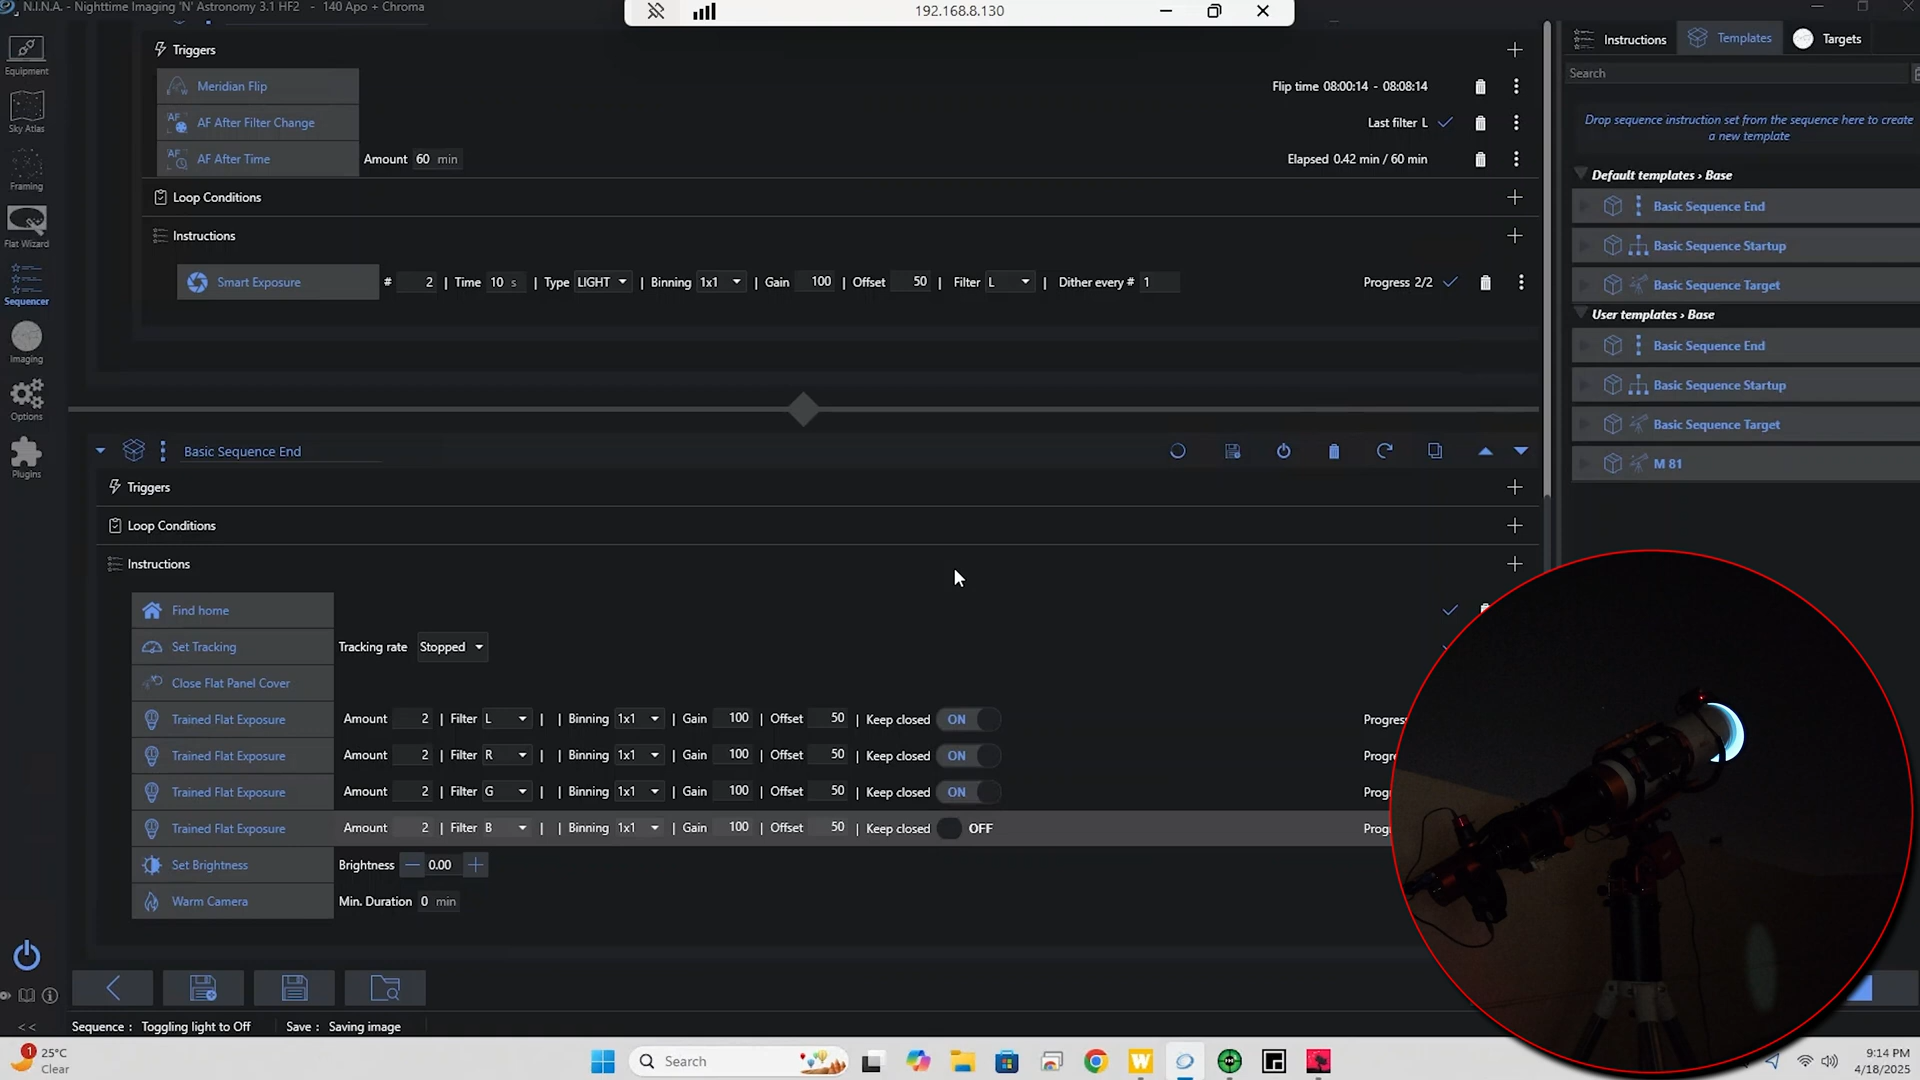 N.I.N.A. - Nighttime Imaging 'N' Astronomy 3.1 HF2 - 140 Apo + Chroma
192.168.8.130
Equipment
Sky Atlas
Framing
Flat Wizard
Sequencer
Imaging
Options
Plugins
Triggers
Meridian Flip Flip time 08:00:14 - 08:08:14
AF AF After Filter Change Last filter L
AF AF After Time Amount 60 min Elapsed 0.42 min / 60 min
Loop Conditions
Instructions
Smart Exposure # 2 | Time 10 s | Type LIGHT | Binning 1x1 | Gain 100 | Offset 50 | Filter L | Dither every # 1 Progress 2/2
Basic Sequence End
Triggers
Loop Conditions
Instructions
Find home
Set Tracking Tracking rate Stopped
Close Flat Panel Cover
Trained Flat Exposure Amount 2 | Filter L | | Binning 1x1 | Gain 100 | Offset 50 | Keep closed ON Progres
Trained Flat Exposure Amount 2 | Filter R | | Binning 1x1 | Gain 100 | Offset 50 | Keep closed ON Progre
Trained Flat Exposure Amount 2 | Filter G | | Binning 1x1 | Gain 100 | Offset 50 | Keep closed ON Prog
Trained Flat Exposure Amount 2 | Filter B | | Binning 1x1 | Gain 100 | Offset 50 | Keep closed OFF Prog
Set Brightness Brightness 0.00
Warm Camera Min. Duration 0 min
Sequence : Toggling light to Off Save : Saving image
Instructions Templates Targets
Search
Drop sequence instruction set from the sequence here to create
a new template
Default templates › Base
Basic Sequence End
Basic Sequence Startup
Basic Sequence Target
User templates › Base
Basic Sequence End
Basic Sequence Startup
Basic Sequence Target
M 81
<<
1
25°C
Clear
Search
W
9:14 PM
4/18/2025